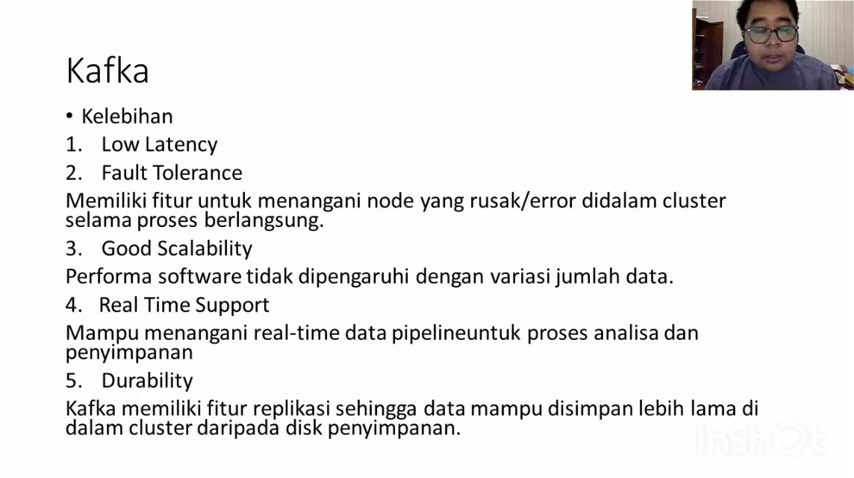 Kafka
• Kelebihan
1. Low Latency
2. Fault Tolerance
Memiliki fitur untuk menangani node yang rusak/error didalam cluster
selama proses berlangsung.
3. Good Scalability
Performa software tidak dipengaruhi dengan variasi jumlah data.
4. Real Time Support
Mampu menangani real-time data pipelineuntuk proses analisa dan
penyimpanan
5. Durability
Kafka memiliki fitur replikasi sehingga data mampu disimpan lebih lama di
dalam cluster daripada disk penyimpanan.
InShOt